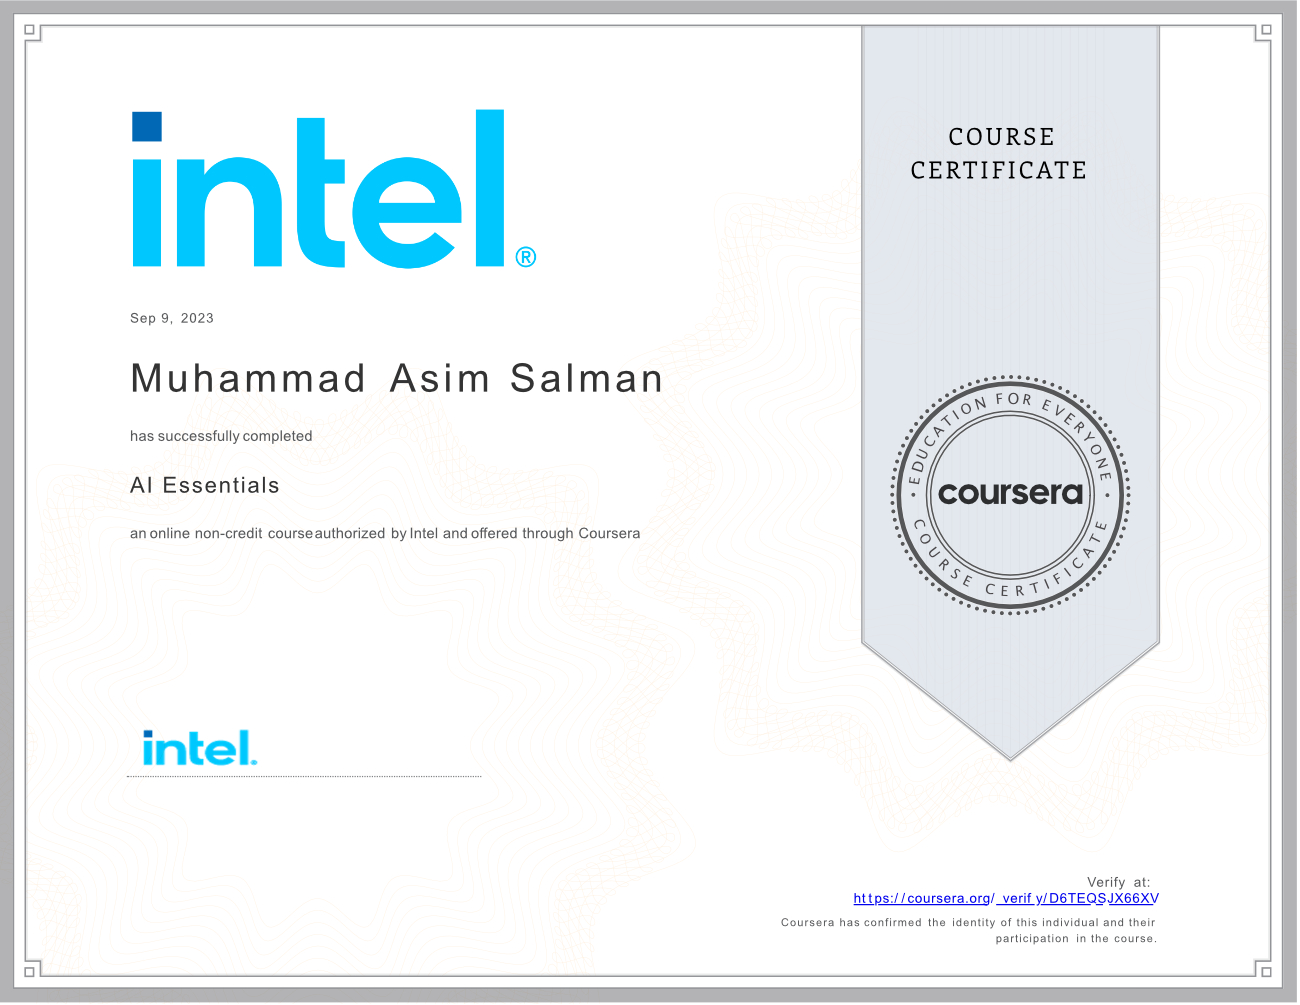 intel®
COURSE
CERTIFICATE
Sep 9, 2023
Muhammad Asim Salman
has successfully completed
AI Essentials
an online non-credit course authorized by Intel and offered through Coursera
EDUCATION FOR EVERYONE
coursera
COURSE CERTIFICATE
intel.
Verify at:
https://coursera.org/verify/D6TEQSJX66XV
Coursera has confirmed the identity of this individual and their
participation in the course.